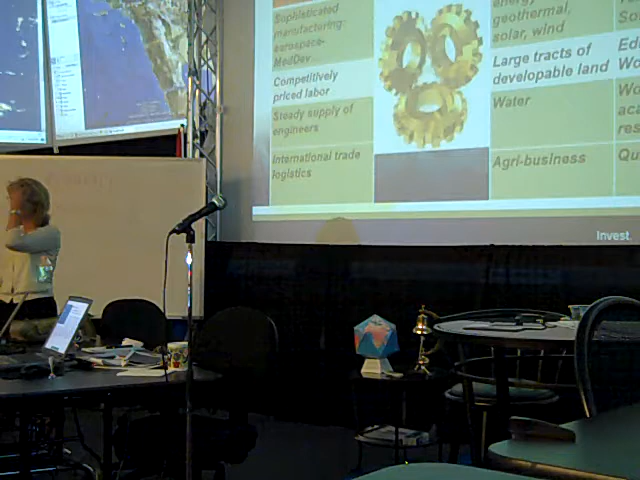 Sophisticated
manufacturing:
aerospace-
MedDev
Competitively
priced labor
Steady supply of
engineers
International trade
logistics
energy
geothermal,
solar, wind
Large tracts of
developable land
Water
Agri-business
Invest.